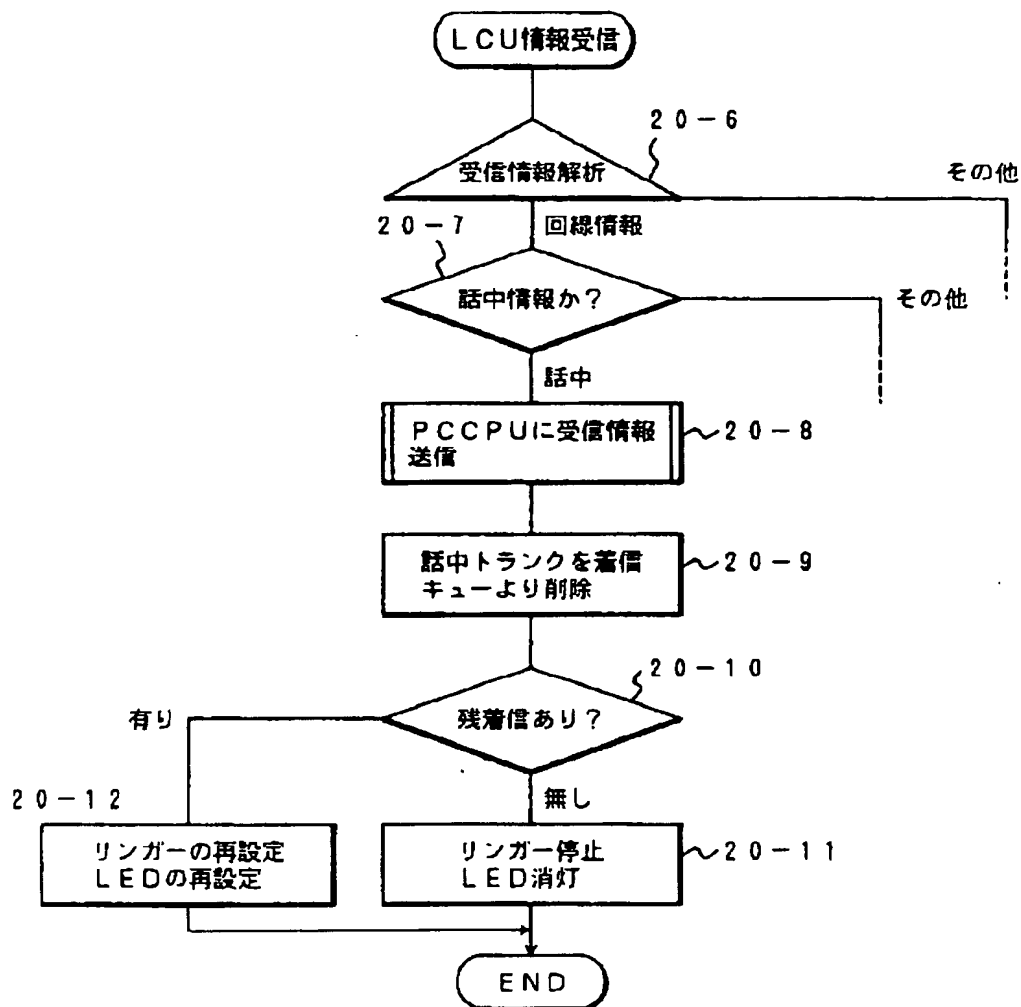 LCU情報受信
20-6
受信情報解析
その他
20-7
回線情報
話中情報か？
その他
話中
PCCPUに受信情報
送信
20-8
話中トランクを着信
キューより削除
20-9
20-10
有り
残着信あり？
20-12
無し
リンガーの再設定
LEDの再設定
リンガー停止
LED消灯
20-11
END